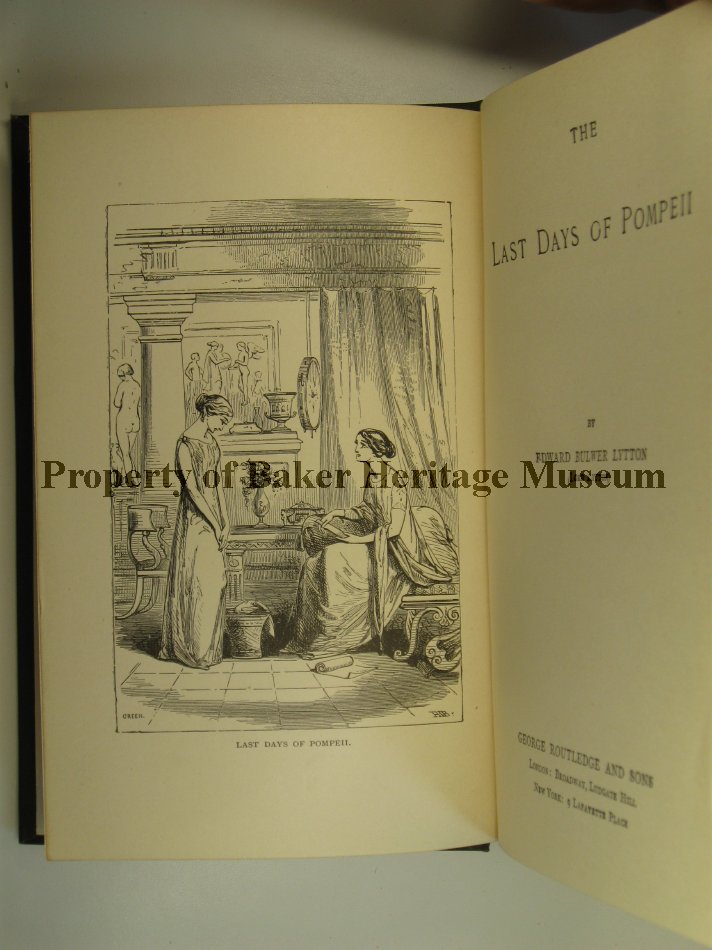 GREEN.
LAST DAYS OF POMPEII.
THE
LAST DAYS OF POMPEII
BY
EDWARD BULWER LYTTON
GEORGE ROUTLEDGE AND SONS
LONDON: BROADWAY, LUDGATE HILL
NEW YORK: 9 LAFAYETTE PLACE
Property of Baker Heritage Museum